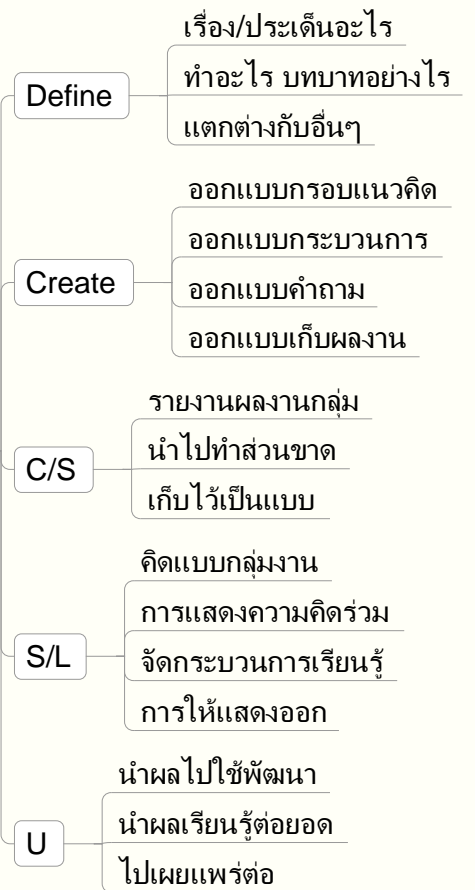 Define
เรื่อง/ประเด็นอะไร
ทำอะไร บทบาทอย่างไร
แตกต่างกับอื่นๆ
Create
ออกแบบกรอบแนวคิด
ออกแบบกระบวนการ
ออกแบบคำถาม
ออกแบบเก็บผลงาน
C/S
รายงานผลงานกลุ่ม
นำไปทำส่วนขาด
เก็บไว้เป็นแบบ
S/L
คิดแบบกลุ่มงาน
การแสดงความคิดร่วม
จัดกระบวนการเรียนรู้
การให้แสดงออก
U
นำผลไปใช้พัฒนา
นำผลเรียนรู้ต่อยอด
ไปเผยแพร่ต่อ